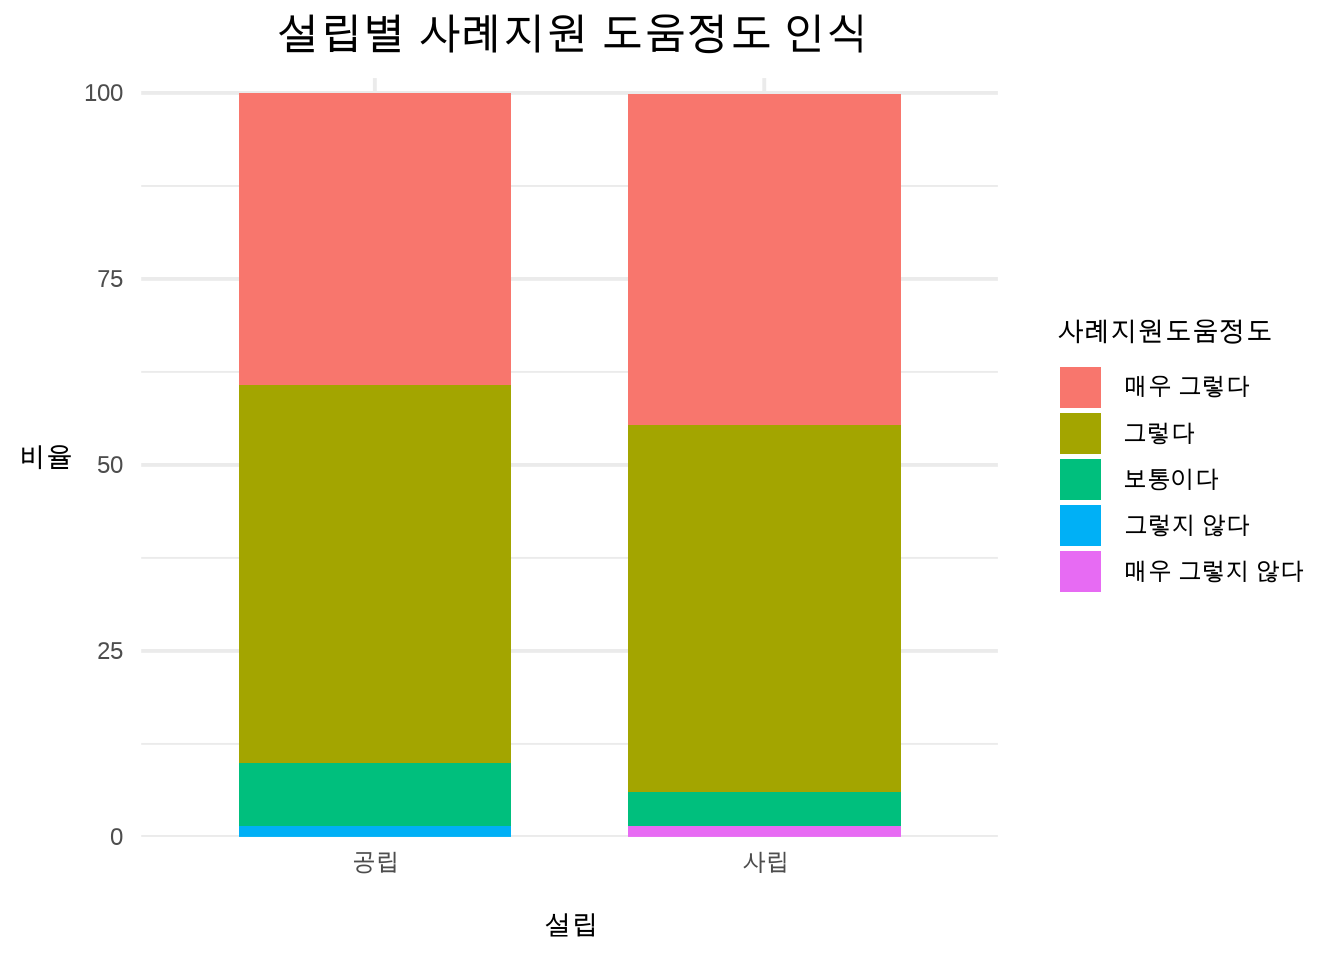 설립별 사례지원 도움정도 인식
100
75
비율 50
25
0
공립 사립
설립
사례지원도움정도
매우 그렇다
그렇다
보통이다
그렇지 않다
매우 그렇지 않다